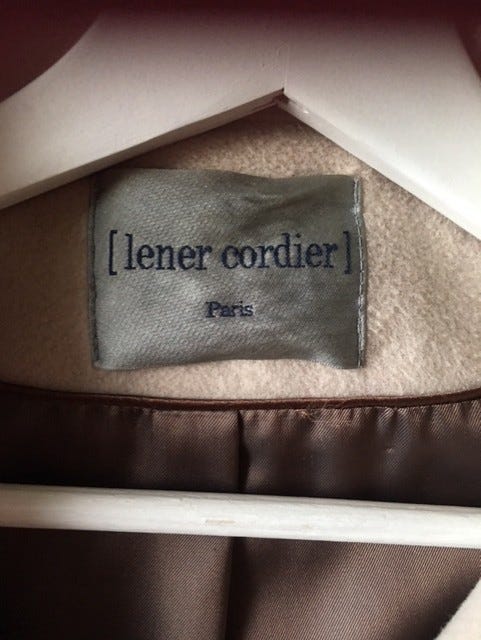 [ lener cordier ]
Paris